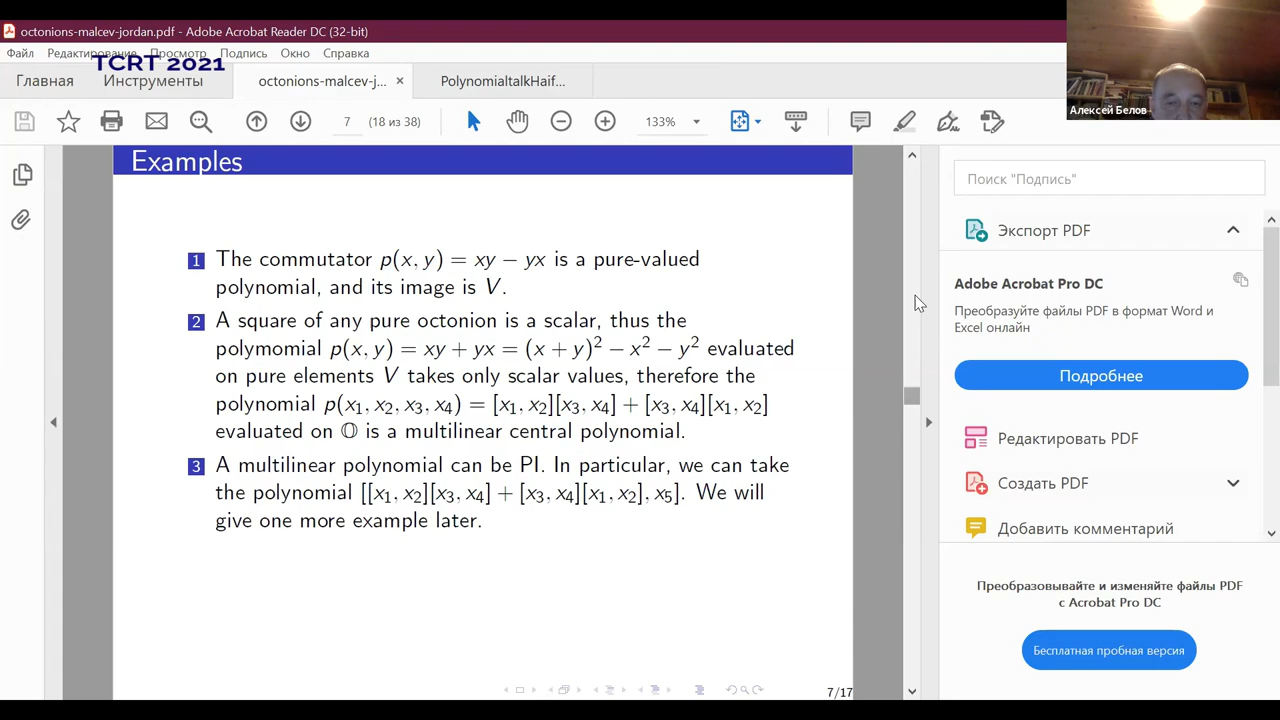 octonions-malcev-jordan.pdf - Adobe Acrobat Reader DC (32-bit)
Файл Редактирование Просмотр Подпись Окно Справка
TCRT 2021
Главная Инструменты octonions-malcev-j... × PolynomialtalkHaif...
7 (18 из 38) 133%
Алексей Белов
Examples
1 The commutator p(x, y) = xy − yx is a pure-valued
polynomial, and its image is V.
2 A square of any pure octonion is a scalar, thus the
polymomial p(x, y) = xy + yx = (x + y)² − x² − y² evaluated
on pure elements V takes only scalar values, therefore the
polynomial p(x₁, x₂, x₃, x₄) = [x₁, x₂][x₃, x₄] + [x₃, x₄][x₁, x₂]
evaluated on 𝕆 is a multilinear central polynomial.
3 A multilinear polynomial can be PI. In particular, we can take
the polynomial [[x₁, x₂][x₃, x₄] + [x₃, x₄][x₁, x₂], x₅]. We will
give one more example later.
7/17
Поиск "Подпись"
Экспорт PDF
Adobe Acrobat Pro DC
Преобразуйте файлы PDF в формат Word и
Excel онлайн
Подробнее
Редактировать PDF
Создать PDF
Добавить комментарий
Преобразовывайте и изменяйте файлы PDF
с Acrobat Pro DC
Бесплатная пробная версия